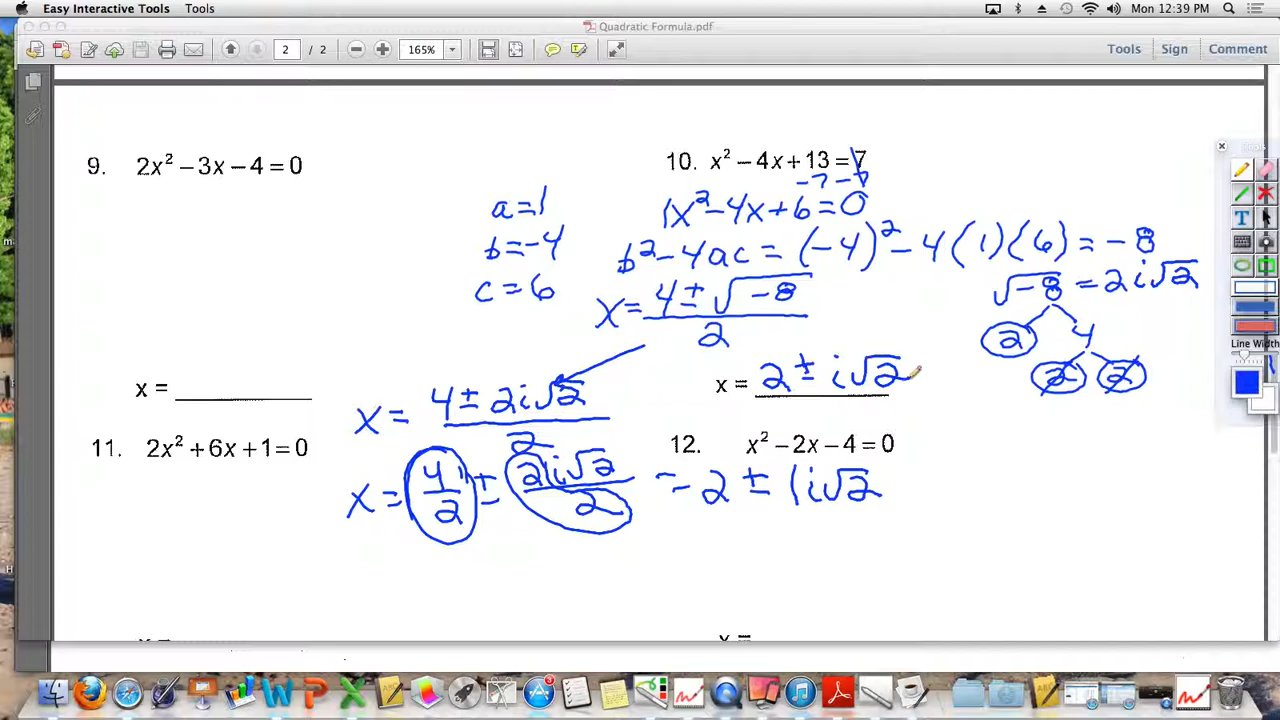 Easy Interactive Tools Tools Mon 12:39 PM
Quadratic Formula.pdf
2 / 2 165% Tools Sign Comment
9. 2x² – 3x – 4 = 0
10. x² – 4x + 13 = 7
-7 -7
a=1
1x²-4x+6=0
b=-4
b²-4ac = (-4)²-4(1)(6) = -8
c=6
x= 4±√-8 / 2
√-8 = 2i√2
2 4
2 2
x =
x = 2±i√2
x= 4±2i√2 / 2
11. 2x² + 6x + 1 = 0
12. x² – 2x – 4 = 0
x= 4/2 ± 2i√2/2 = 2 ± 1i√2
x =
x =
Tools
T
Line Width